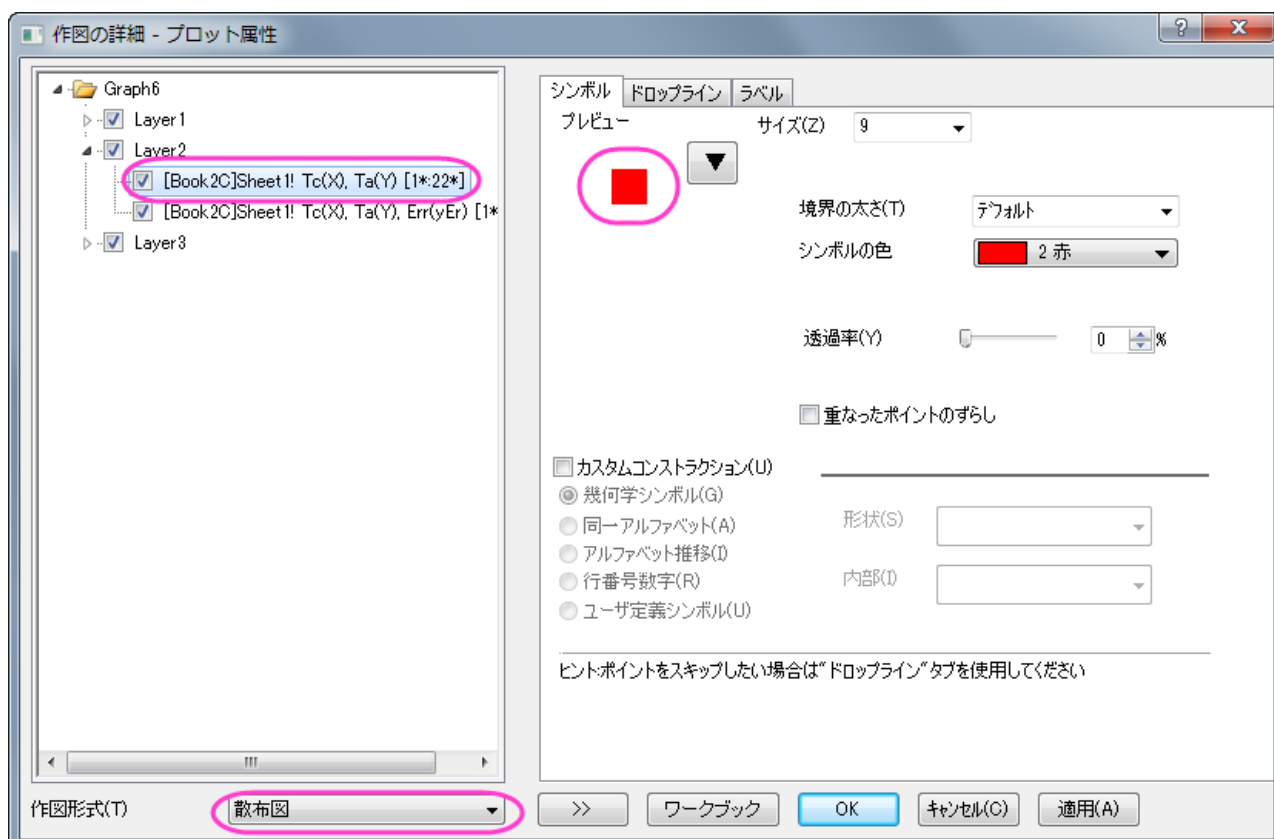 作図の詳細 - プロット属性
Graph6
Layer1
Layer2
[Book2C]Sheet1! Tc(X), Ta(Y) [1*:22*]
[Book2C]Sheet1! Tc(X), Ta(Y), Err(yEr) [1*
Layer3
作図形式(T)
散布図
シンボル
ドロップライン
ラベル
プレビュー
サイズ(Z)
9
境界の太さ(T)
デフォルト
シンボルの色
2 赤
透過率(Y)
0
%
重なったポイントのずらし
カスタムコンストラクション(U)
幾何学シンボル(G)
同一アルファベット(A)
アルファベット推移(I)
行番号数字(R)
ユーザ定義シンボル(U)
形状(S)
内部(I)
ヒント:ポイントをスキップしたい場合は"ドロップライン"タブを使用してください
>>
ワークブック
OK
キャンセル(C)
適用(A)